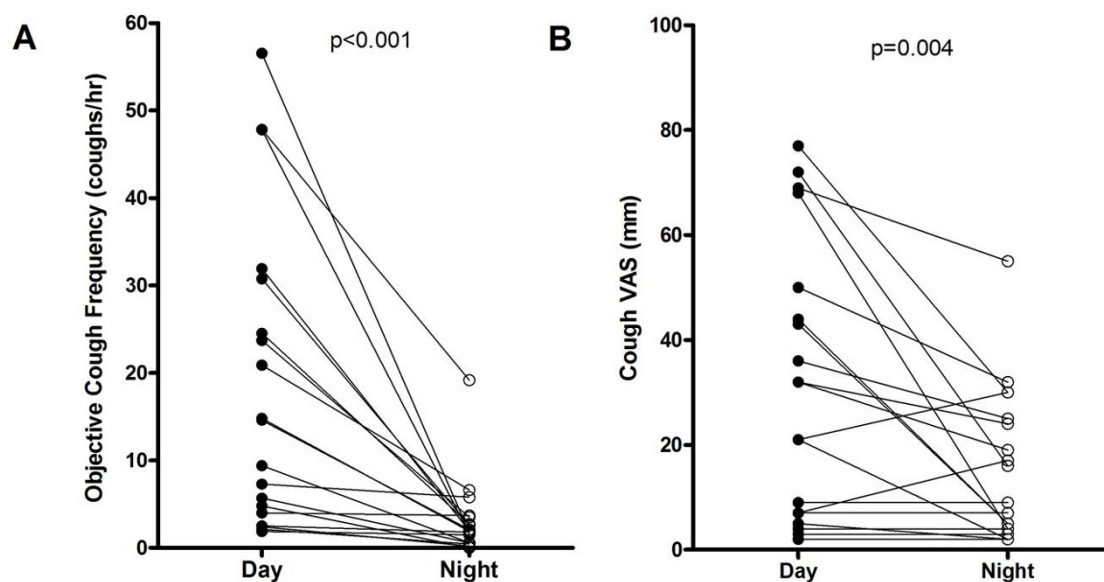 A
p<0.001
Objective Cough Frequency (coughs/hr)
60
50
40
30
20
10
0
Day
Night
B
p=0.004
Cough VAS (mm)
100
80
60
40
20
0
Day
Night